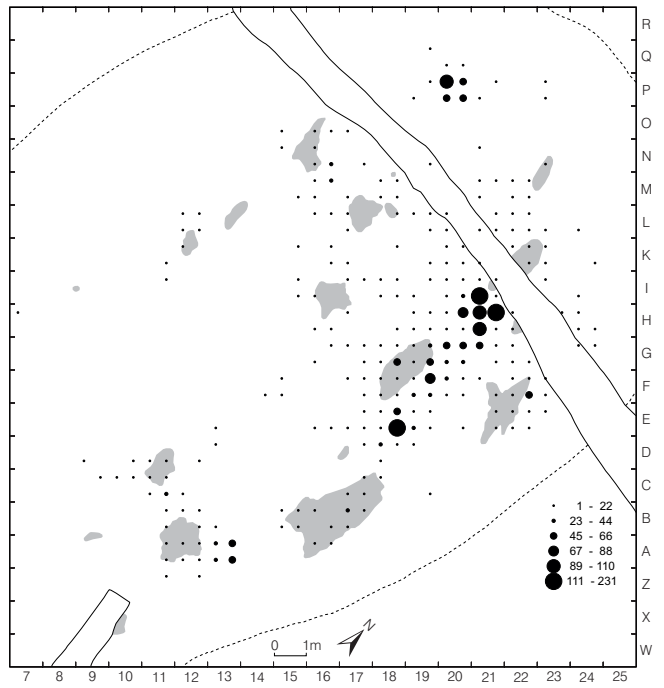 R
Q
P
O
N
M
L
K
I
H
G
F
E
D
C
B
A
Z
X
W
1 - 22
23 - 44
45 - 66
67 - 88
89 - 110
111 - 231
N
0 1m
7 8 9 10 11 12 13 14 15 16 17 18 19 20 21 22 23 24 25